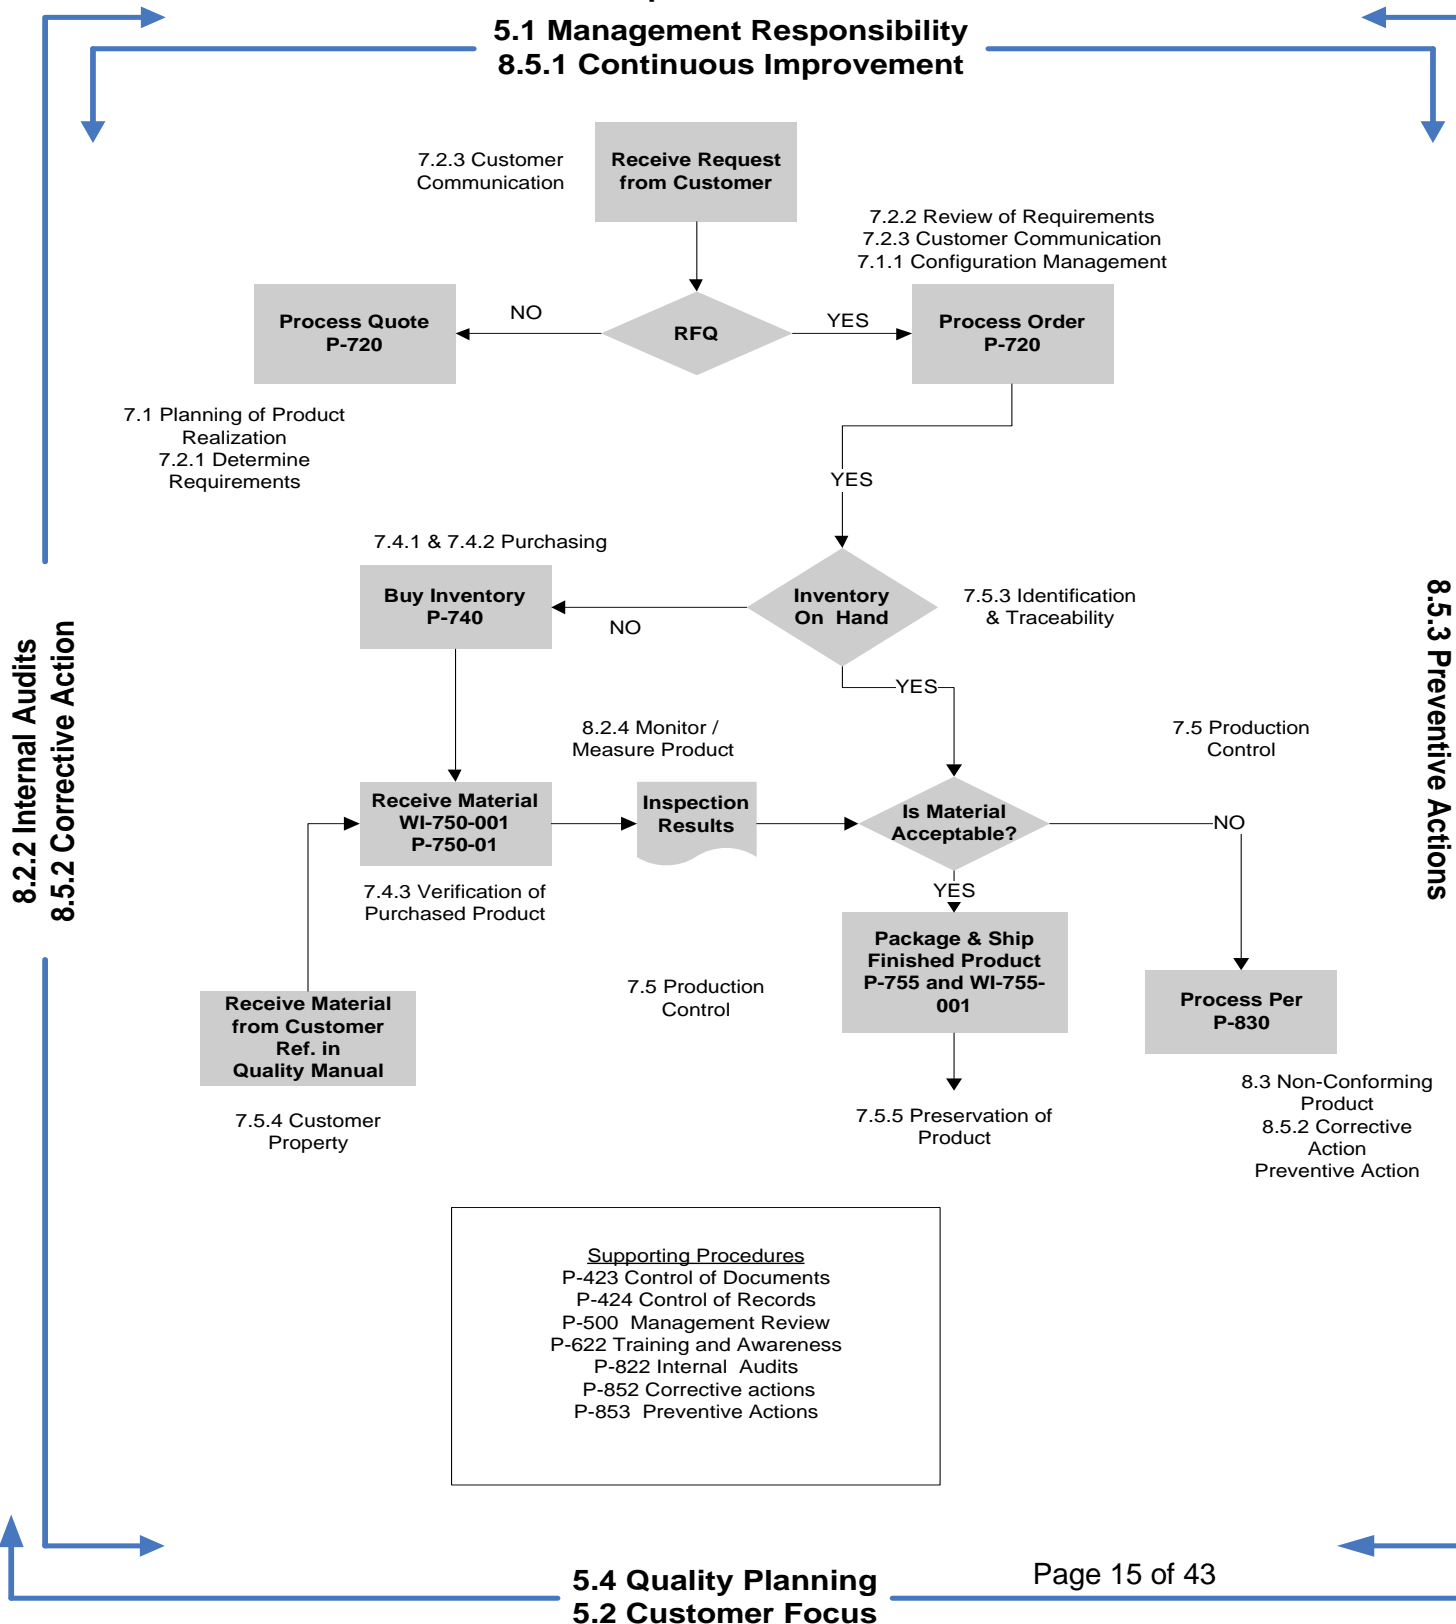 5.1 Management Responsibility
8.5.1 Continuous Improvement
7.2.3 Customer
Communication
Receive Request
from Customer
7.2.2 Review of Requirements
7.2.3 Customer Communication
7.1.1 Configuration Management
Process Quote
P-720
NO
RFQ
YES
Process Order
P-720
7.1 Planning of Product
Realization
7.2.1 Determine
Requirements
YES
7.4.1 & 7.4.2 Purchasing
Buy Inventory
P-740
NO
Inventory
On Hand
7.5.3 Identification
& Traceability
YES
8.2.2 Internal Audits
8.5.2 Corrective Action
8.5.3 Preventive Actions
8.2.4 Monitor /
Measure Product
7.5 Production
Control
Receive Material
WI-750-001
P-750-01
Inspection
Results
Is Material
Acceptable?
NO
7.4.3 Verification of
Purchased Product
YES
Package & Ship
Finished Product
P-755 and WI-755-
001
7.5 Production
Control
Receive Material
from Customer
Ref. in
Quality Manual
Process Per
P-830
7.5.4 Customer
Property
7.5.5 Preservation of
Product
8.3 Non-Conforming
Product
8.5.2 Corrective
Action
Preventive Action
Supporting Procedures
P-423 Control of Documents
P-424 Control of Records
P-500 Management Review
P-622 Training and Awareness
P-822 Internal Audits
P-852 Corrective actions
P-853 Preventive Actions
Page 15 of 43
5.4 Quality Planning
5.2 Customer Focus